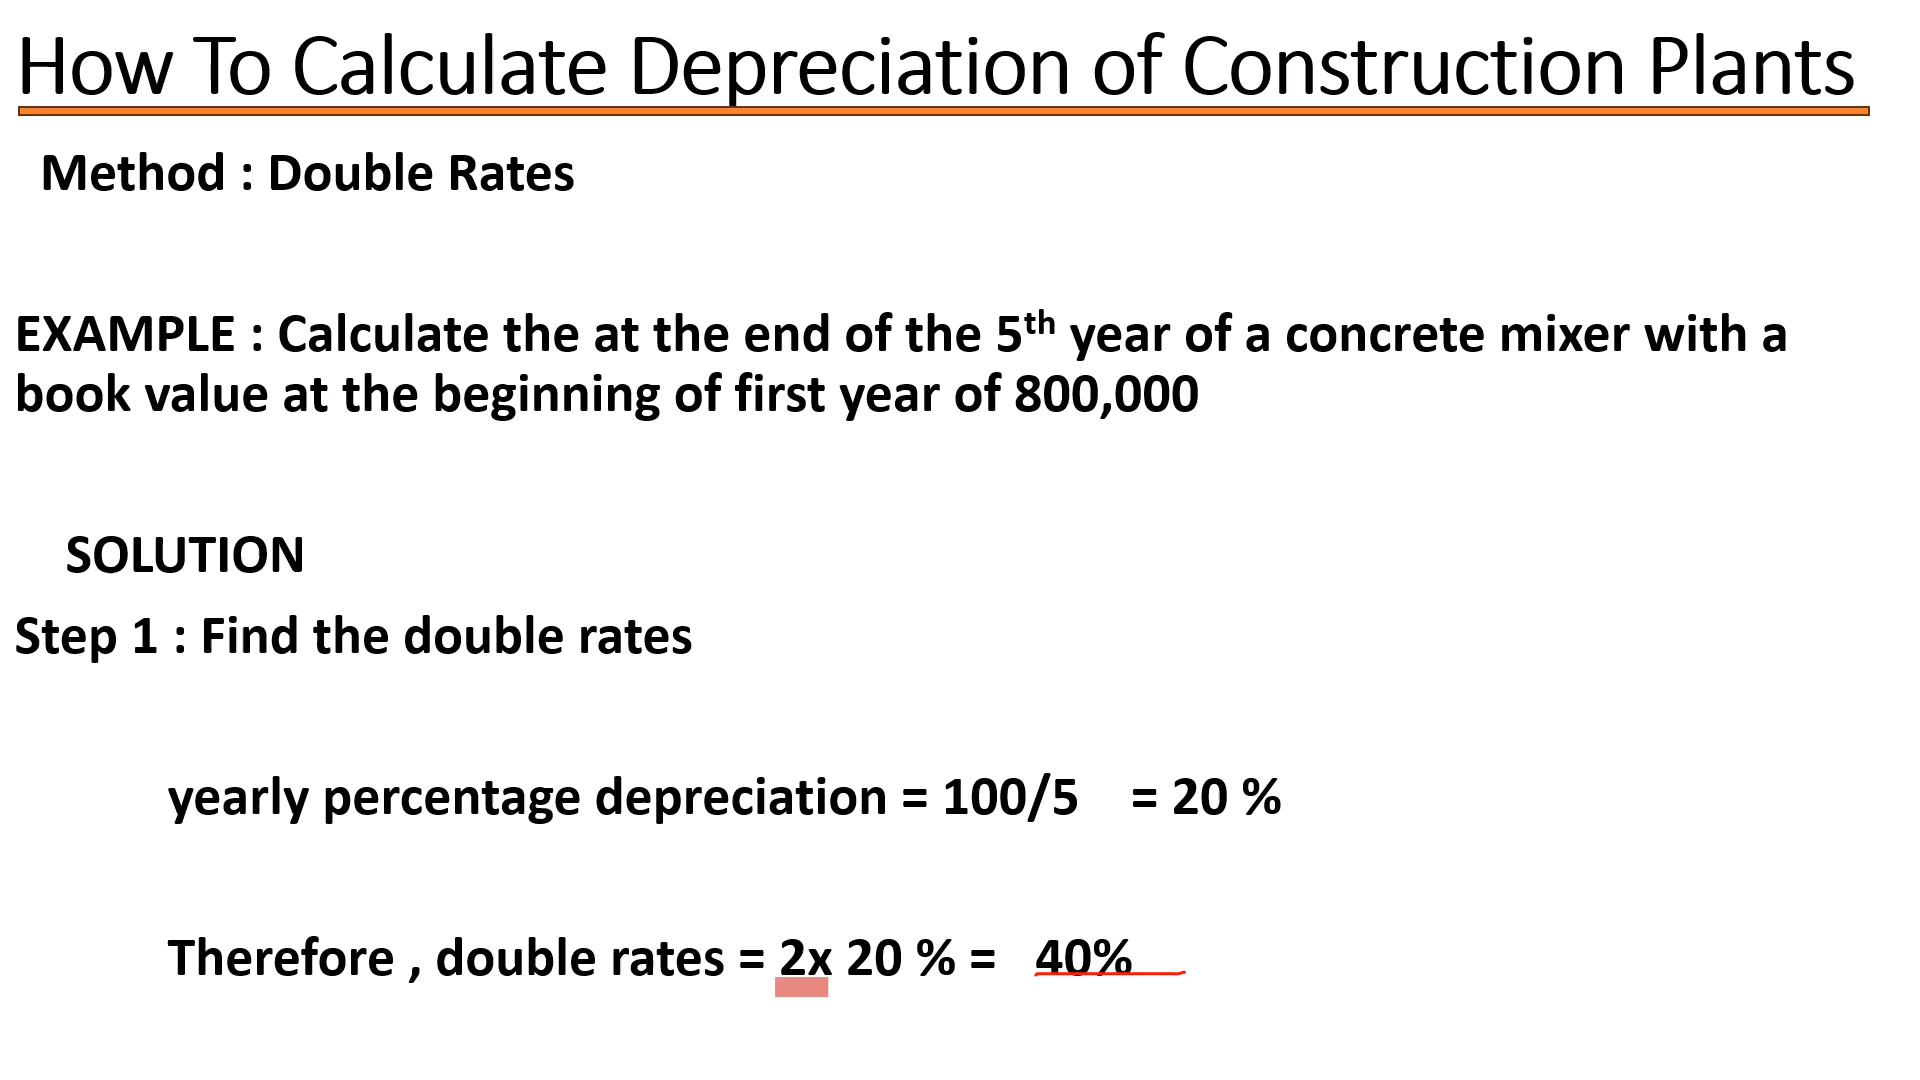 How To Calculate Depreciation of Construction Plants
Method : Double Rates
EXAMPLE : Calculate the at the end of the 5th year of a concrete mixer with a
book value at the beginning of first year of 800,000
SOLUTION
Step 1 : Find the double rates
yearly percentage depreciation = 100/5 = 20 %
Therefore , double rates = 2x 20 % = 40%